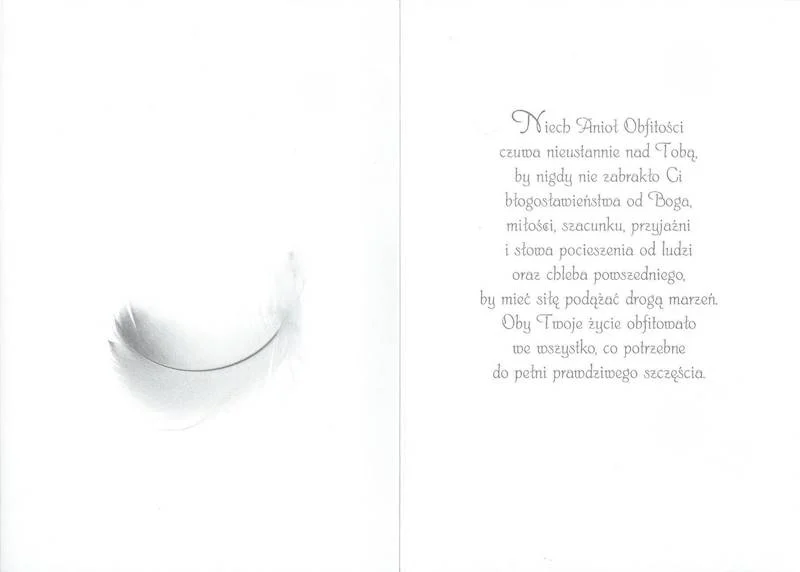 Niech Anioł Obfitości
czuwa nieustannie nad Tobą,
by nigdy nie zabrakło Ci
błogosławieństwa od Boga,
miłości, szacunku, przyjaźni
i słowa pocieszenia od ludzi
oraz chleba powszedniego,
by mieć siłę podążać drogą marzeń.
Oby Twoje życie obfitowało
we wszystko, co potrzebne
do pełni prawdziwego szczęścia.